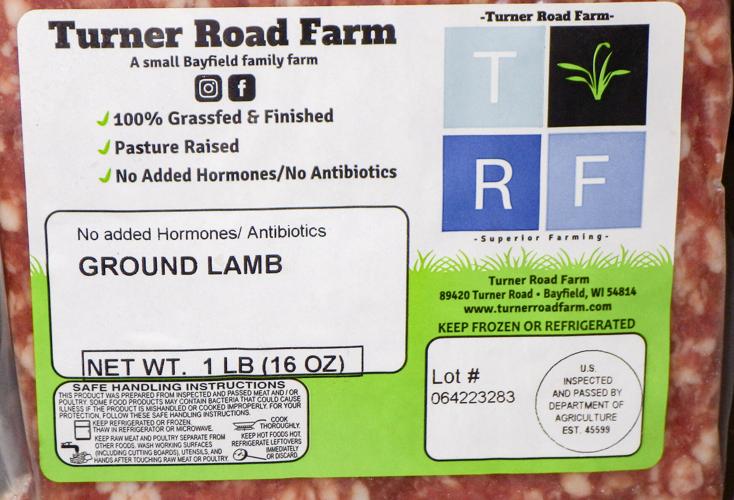 Turner Road Farm
A small Bayfield family farm
100% Grassfed & Finished
Pasture Raised
No Added Hormones/No Antibiotics
-Turner Road Farm-
T
R F
-Superior Farming-
No added Hormones/ Antibiotics
GROUND LAMB
NET WT. 1 LB (16 OZ)
Turner Road Farm
89420 Turner Road • Bayfield, WI 54814
www.turnerroadfarm.com
KEEP FROZEN OR REFRIGERATED
Lot #
064223283
U.S.
INSPECTED
AND PASSED BY
DEPARTMENT OF
AGRICULTURE
EST. 45599
SAFE HANDLING INSTRUCTIONS
THIS PRODUCT WAS PREPARED FROM INSPECTED AND PASSED MEAT AND / OR
POULTRY. SOME FOOD PRODUCTS MAY CONTAIN BACTERIA THAT COULD CAUSE
ILLNESS IF THE PRODUCT IS MISHANDLED OR COOKED IMPROPERLY. FOR YOUR
PROTECTION, FOLLOW THESE SAFE HANDLING INSTRUCTIONS.
KEEP REFRIGERATED OR FROZEN.
THAW IN REFRIGERATOR OR MICROWAVE.
KEEP RAW MEAT AND POULTRY SEPARATE FROM
OTHER FOODS. WASH WORKING SURFACES
(INCLUDING CUTTING BOARDS), UTENSILS, AND
HANDS AFTER TOUCHING RAW MEAT OR POULTRY.
COOK
THOROUGHLY.
KEEP HOT FOODS HOT.
REFRIGERATE LEFTOVERS
IMMEDIATELY
OR DISCARD.